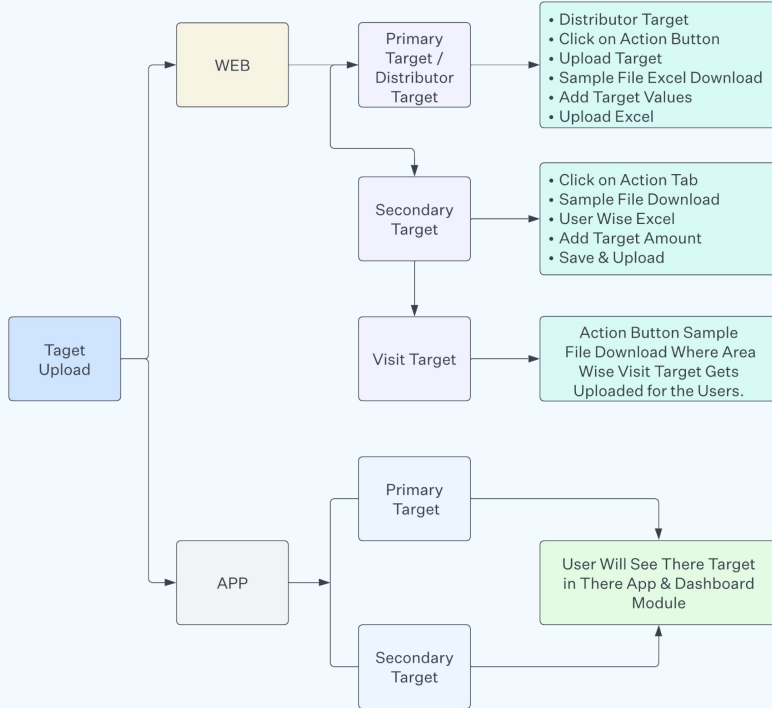 WEB
Primary
Target /
Distributor
Target
• Distributor Target
• Click on Action Button
• Upload Target
• Sample File Excel Download
• Add Target Values
• Upload Excel
Secondary
Target
• Click on Action Tab
• Sample File Download
• User Wise Excel
• Add Target Amount
• Save & Upload
Taget
Upload
Visit Target
Action Button Sample
File Download Where Area
Wise Visit Target Gets
Uploaded for the Users.
APP
Primary
Target
User Will See There Target
in There App & Dashboard
Module
Secondary
Target